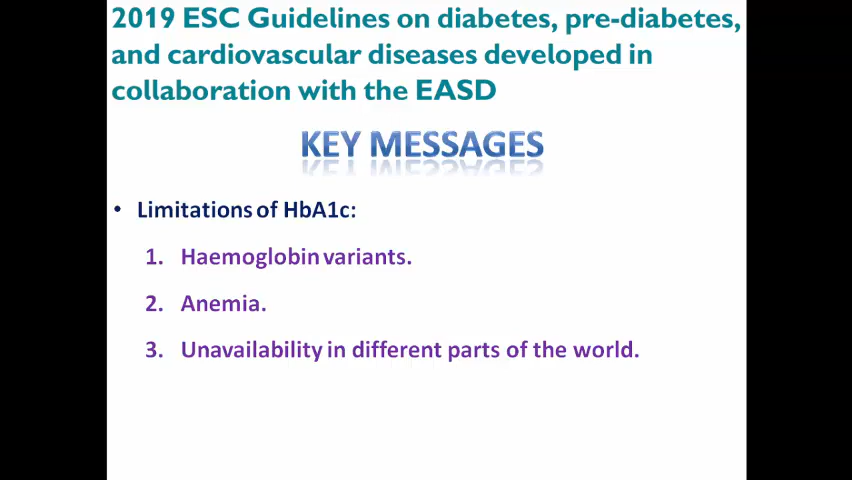 2019 ESC Guidelines on diabetes, pre-diabetes,
and cardiovascular diseases developed in
collaboration with the EASD
KEY MESSAGES
• Limitations of HbA1c:
1. Haemoglobin variants.
2. Anemia.
3. Unavailability in different parts of the world.